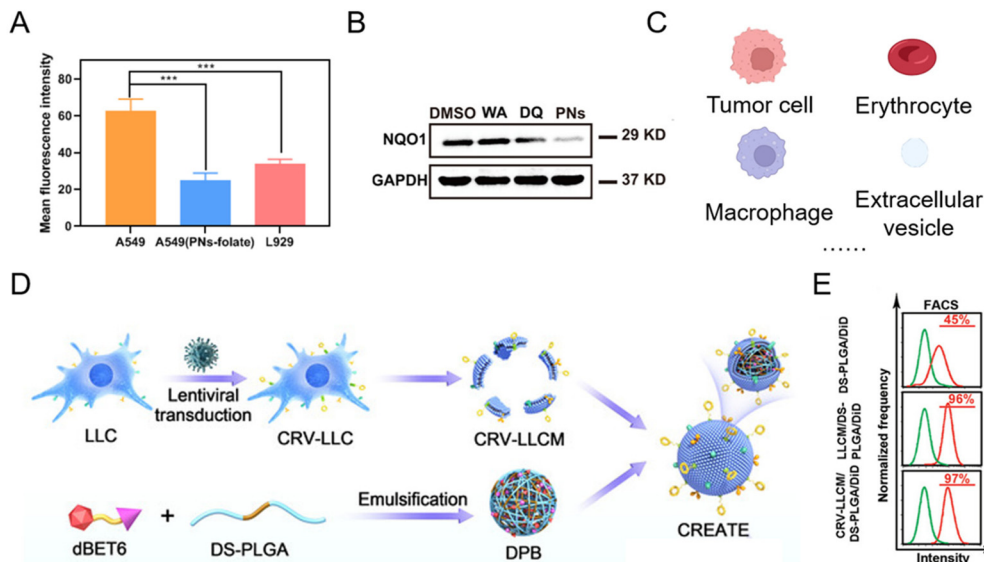 A
Mean fluorescence intensity
80
60
40
20
0
***
***
A549
A549(PNs-folate)
L929
B
DMSO WA DQ PNs
NQO1
29 KD
GAPDH
37 KD
C
Tumor cell
Erythrocyte
Macrophage
Extracellular
vesicle
......
D
LLC
Lentiviral
transduction
CRV-LLC
CRV-LLCM
dBET6
+
DS-PLGA
Emulsification
DPB
CREATE
E
FACS
Normalized frequency
DS-PLGA/DiD
45%
LLCM/DS-
PLGA/DiD
96%
CRV-LLCM/
DS-PLGA/DiD
97%
Intensity